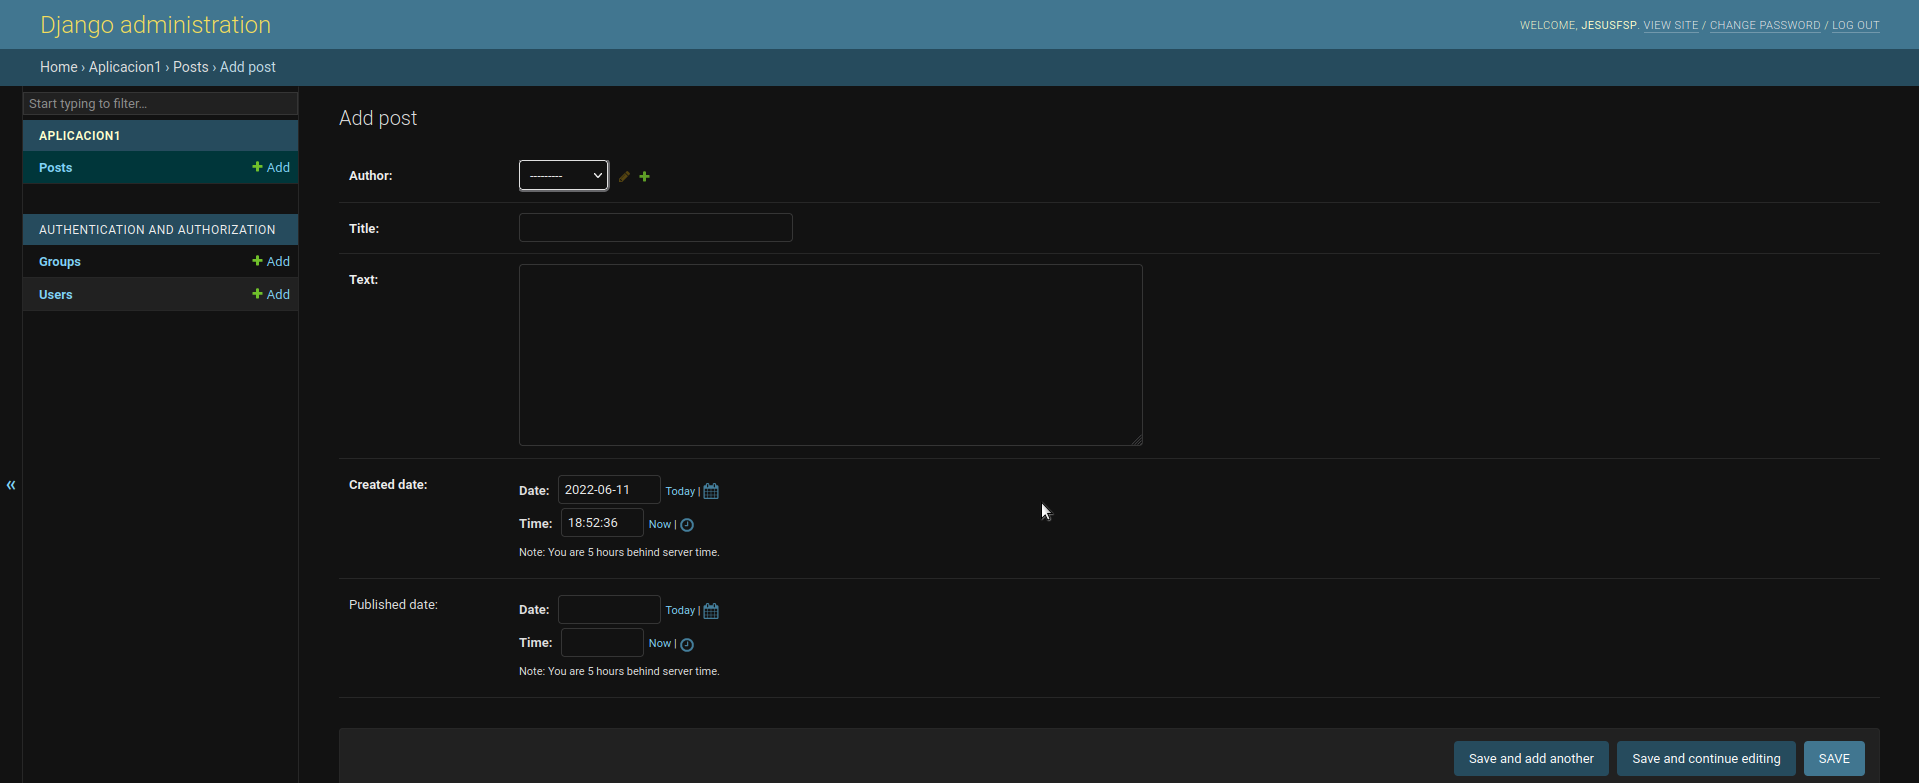 Django administration
WELCOME, JESUSFSP. VIEW SITE / CHANGE PASSWORD / LOG OUT
Home › Aplicacion1 › Posts › Add post
Start typing to filter...
APLICACION1
Posts + Add
AUTHENTICATION AND AUTHORIZATION
Groups + Add
Users + Add
«
Add post
Author: ---------
Title:
Text:
Created date:
Date: 2022-06-11 Today |
Time: 18:52:36 Now |
Note: You are 5 hours behind server time.
Published date:
Date: Today |
Time: Now |
Note: You are 5 hours behind server time.
Save and add another Save and continue editing SAVE